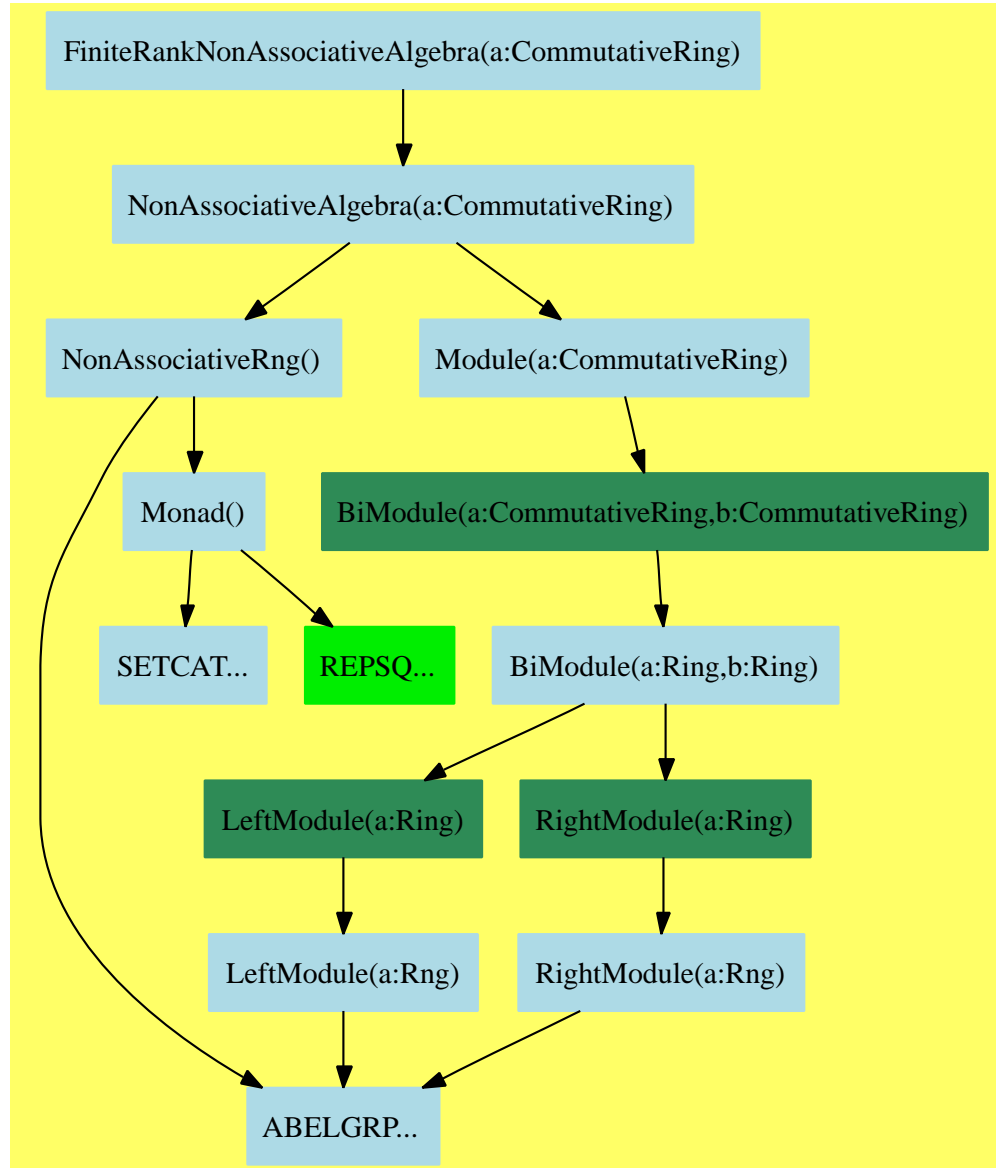 FiniteRankNonAssociativeAlgebra(a:CommutativeRing)
NonAssociativeAlgebra(a:CommutativeRing)
NonAssociativeRng()
Module(a:CommutativeRing)
Monad()
BiModule(a:CommutativeRing,b:CommutativeRing)
SETCAT...
REPSQ...
BiModule(a:Ring,b:Ring)
LeftModule(a:Ring)
RightModule(a:Ring)
LeftModule(a:Rng)
RightModule(a:Rng)
ABELGRP...